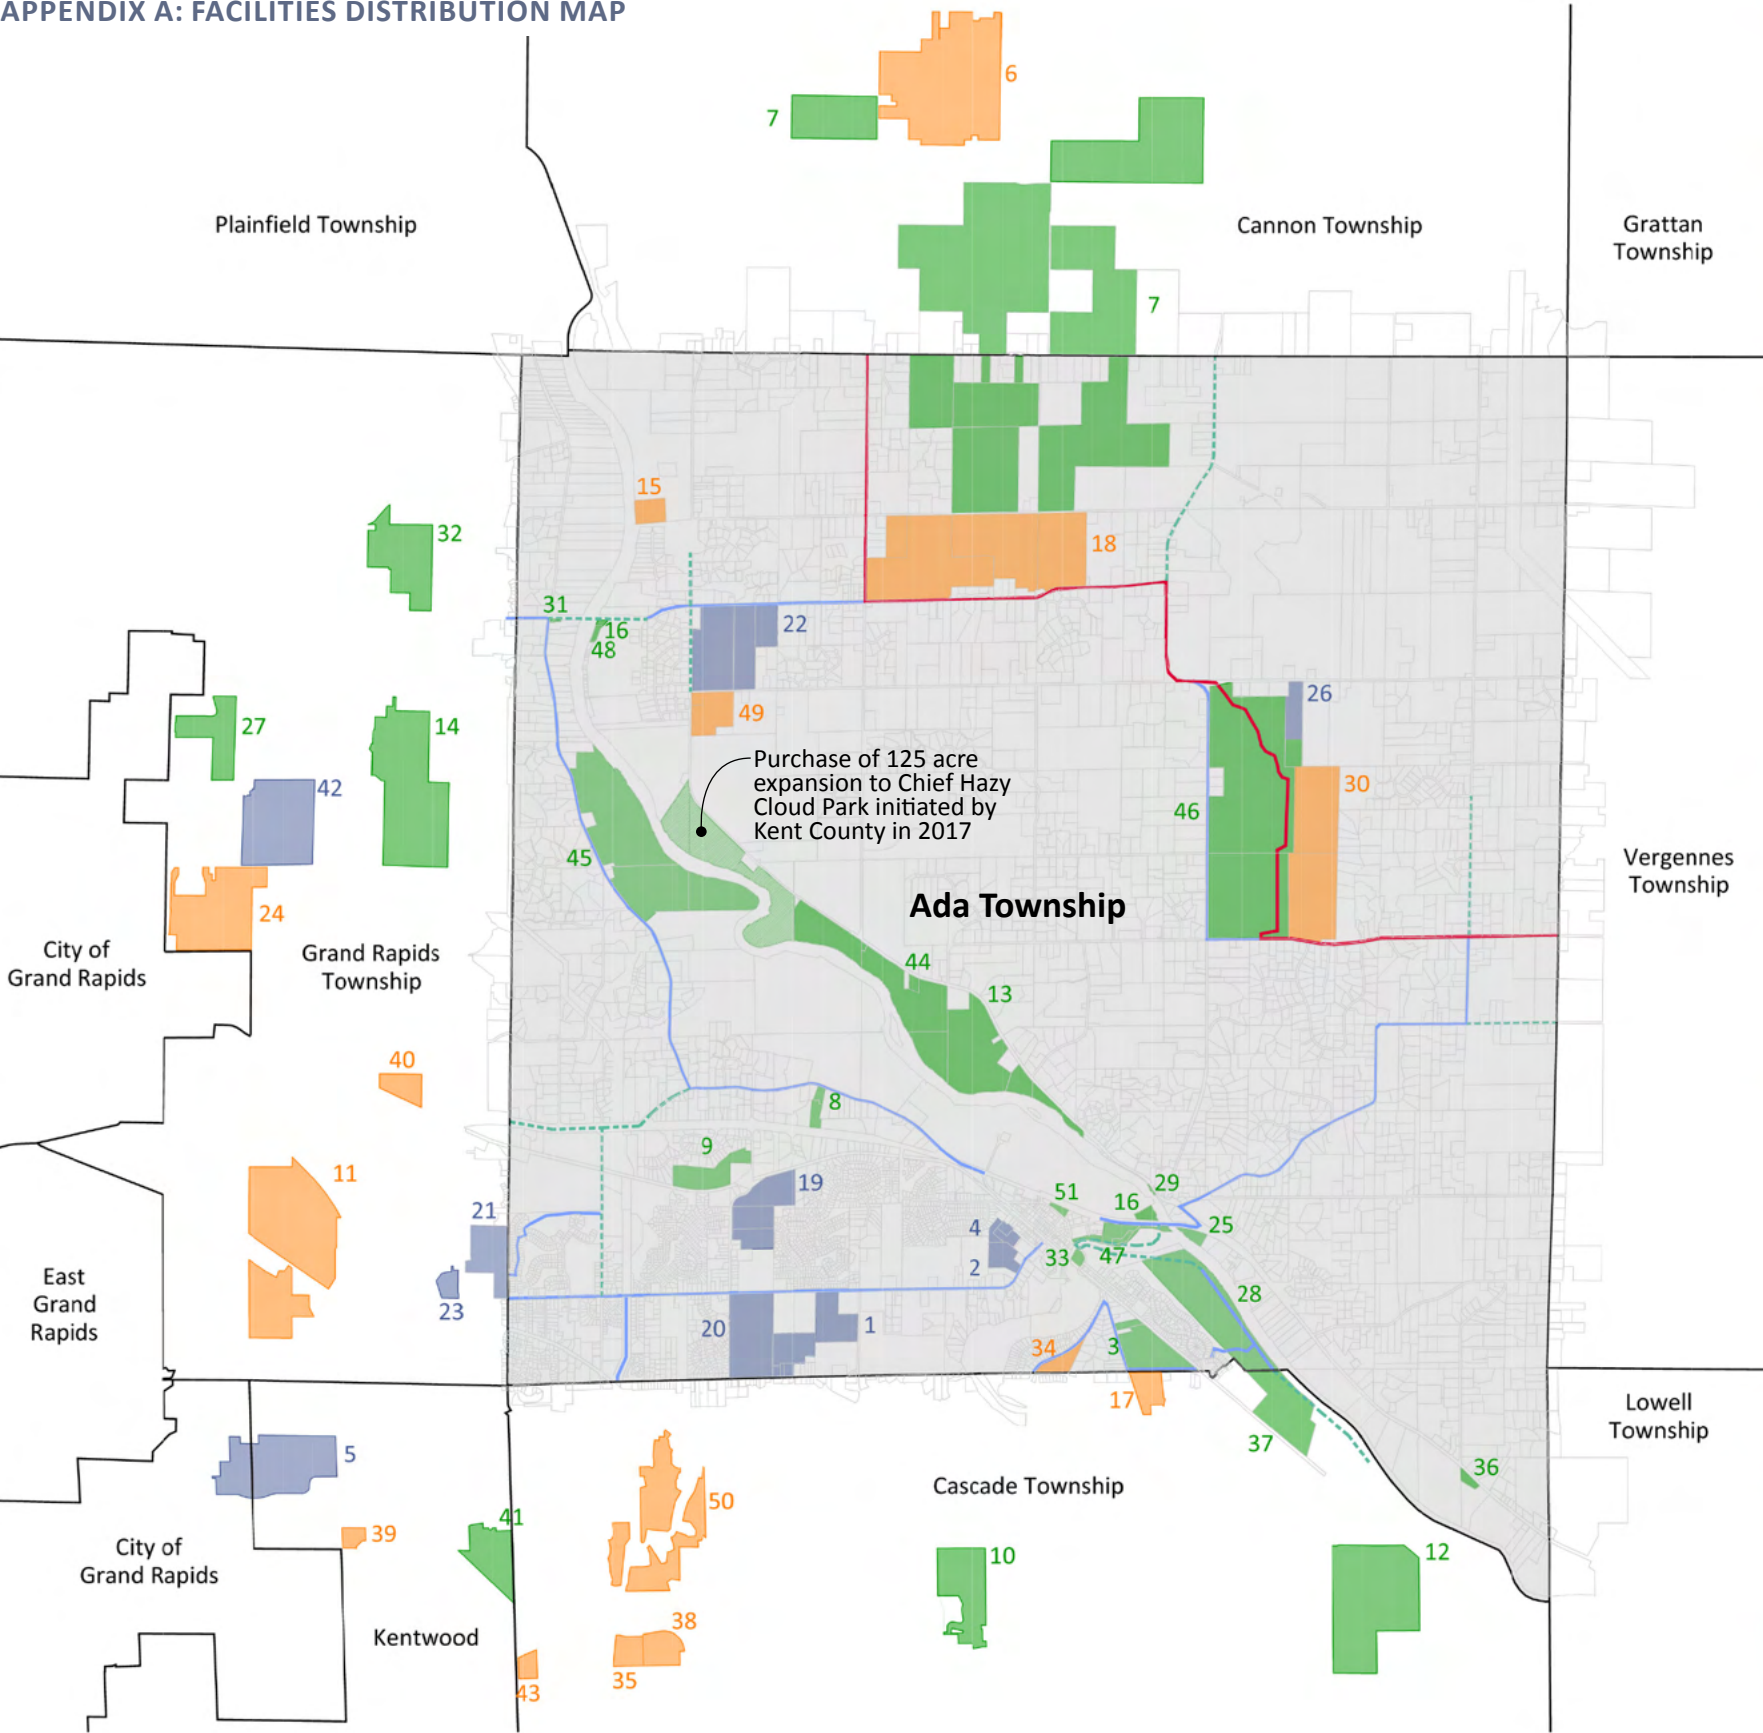 APPENDIX A: FACILITIES DISTRIBUTION MAP
6
7
Plainfield Township
Cannon Township
Grattan
Township
7
15
32
18
31
16
48
22
26
27
14
49
42
Purchase of 125 acre
expansion to Chief Hazy
Cloud Park initiated by
Kent County in 2017
30
46
45
Vergennes
Township
Ada Township
24
City of
Grand Rapids
Grand Rapids
Township
44
13
40
8
9
11
19
29
51
16
21
25
4
33
47
2
East
Grand
Rapids
28
23
20
1
34
3
17
Lowell
Township
37
5
36
Cascade Township
50
41
39
City of
Grand Rapids
10
12
38
Kentwood
35
43